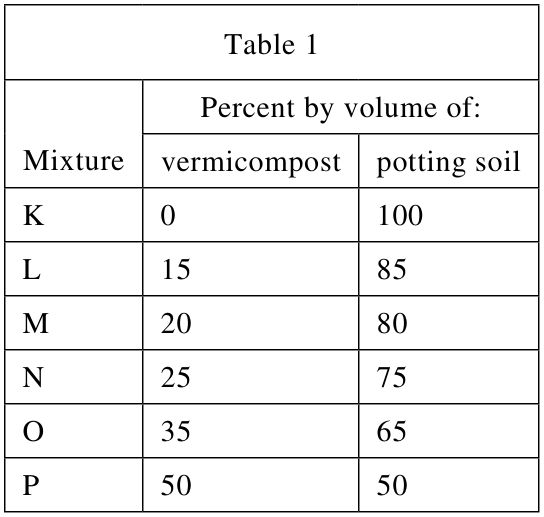 Table 1
Percent by volume of:
Mixture vermicompost potting soil
K 0 100
L 15 85
M 20 80
N 25 75
O 35 65
P 50 50